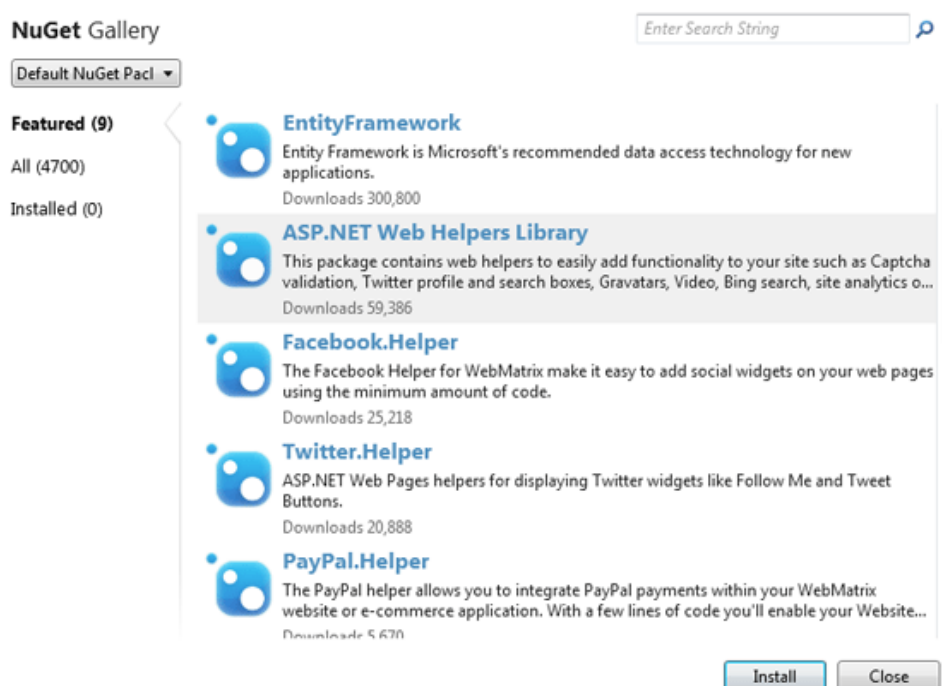 NuGet Gallery
Enter Search String
Default NuGet Pacl
Featured (9)
All (4700)
Installed (0)
EntityFramework
Entity Framework is Microsoft's recommended data access technology for new
applications.
Downloads 300,800
ASP.NET Web Helpers Library
This package contains web helpers to easily add functionality to your site such as Captcha
validation, Twitter profile and search boxes, Gravatars, Video, Bing search, site analytics o...
Downloads 59,386
Facebook.Helper
The Facebook Helper for WebMatrix make it easy to add social widgets on your web pages
using the minimum amount of code.
Downloads 25,218
Twitter.Helper
ASP.NET Web Pages helpers for displaying Twitter widgets like Follow Me and Tweet
Buttons.
Downloads 20,888
PayPal.Helper
The PayPal helper allows you to integrate PayPal payments within your WebMatrix
website or e-commerce application. With a few lines of code you'll enable your Website...
Downloads 5,670
Install
Close